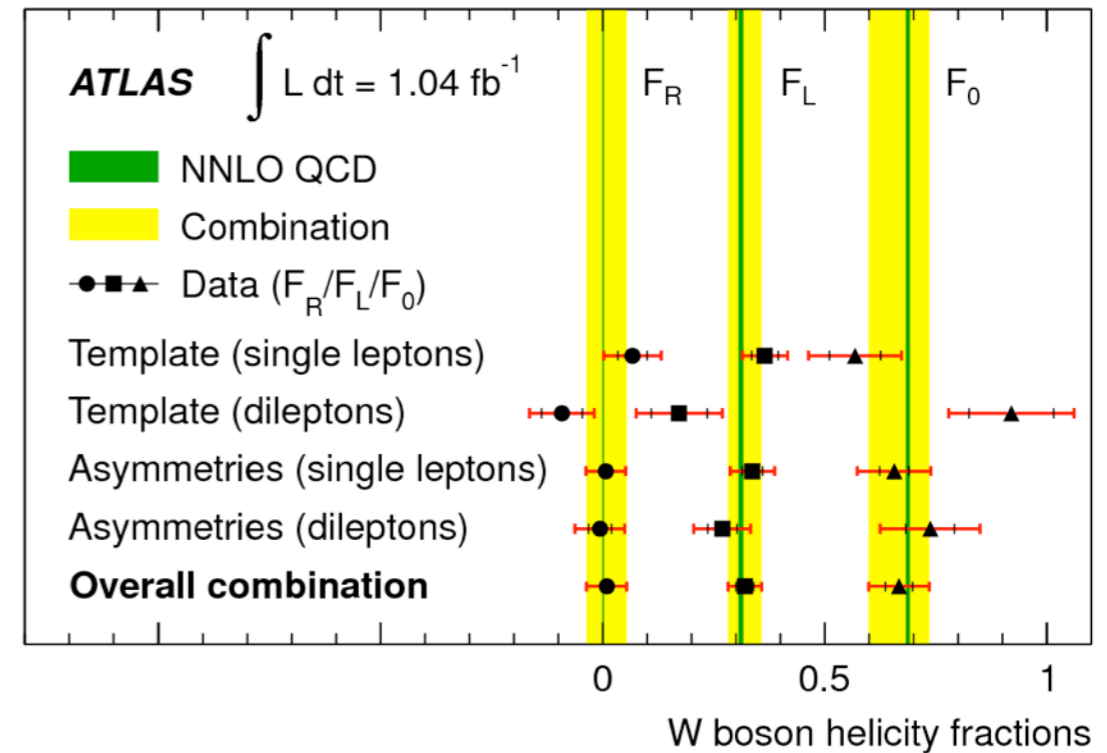 ATLAS ∫ L dt = 1.04 fb⁻¹ F_R F_L F_0
NNLO QCD
Combination
Data (F_R/F_L/F_0)
Template (single leptons)
Template (dileptons)
Asymmetries (single leptons)
Asymmetries (dileptons)
Overall combination
0 0.5 1
W boson helicity fractions